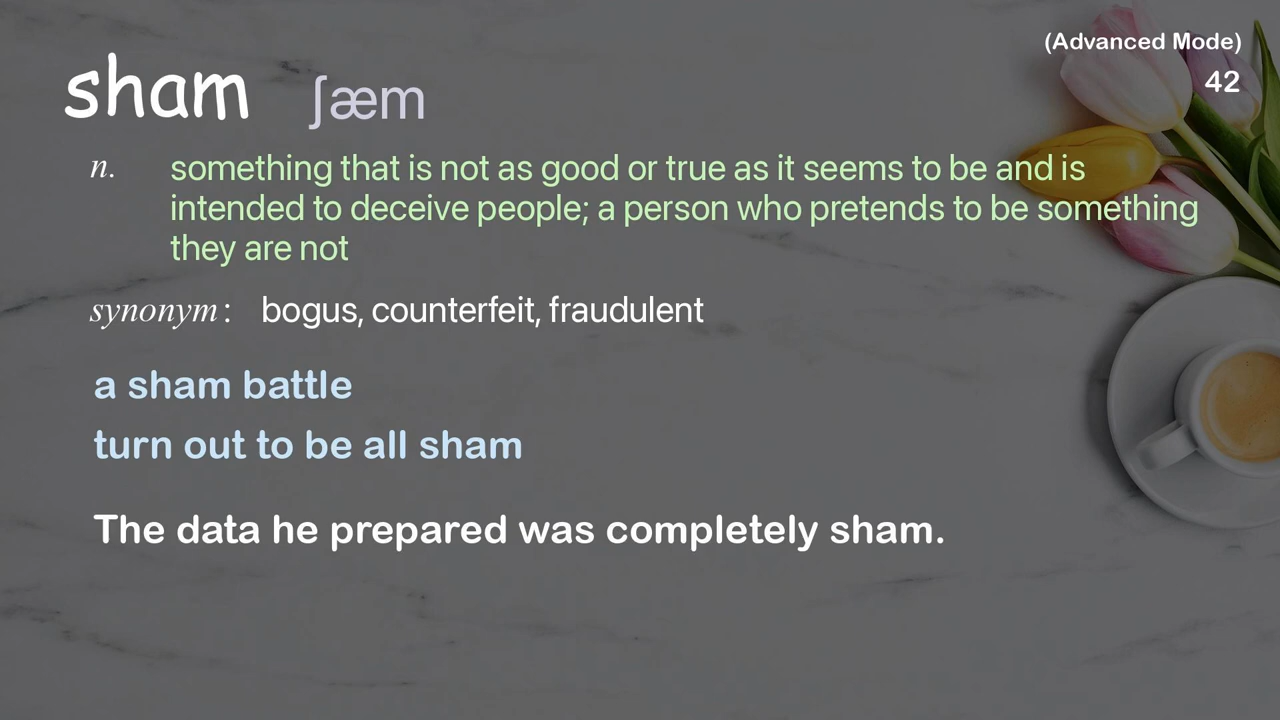 (Advanced Mode)
42
sham ʃæm
n. something that is not as good or true as it seems to be and is
intended to deceive people; a person who pretends to be something
they are not
synonym: bogus, counterfeit, fraudulent
a sham battle
turn out to be all sham
The data he prepared was completely sham.